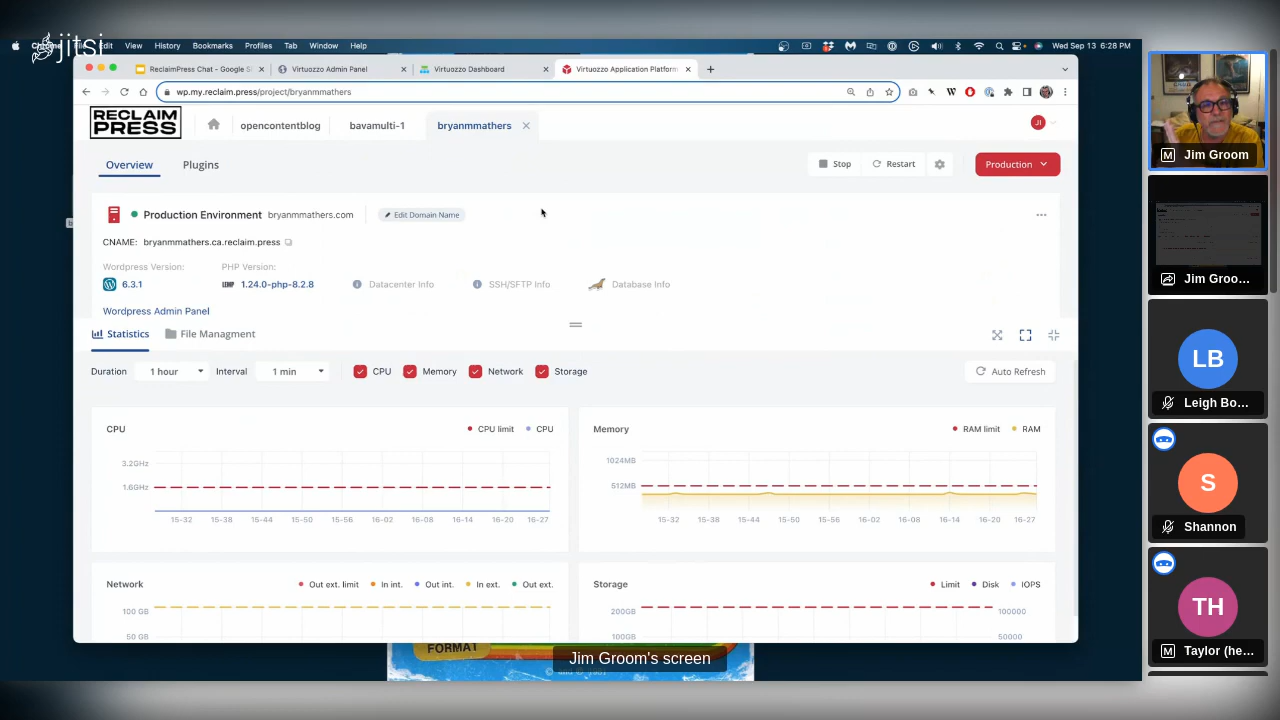 jitsi
Edit View History Bookmarks Profiles Tab Window Help
Wed Sep 13 6:28 PM
ReclaimPress Chat - Google S
Virtuozzo Admin Panel
Virtuozzo Dashboard
Virtuozzo Application Platform
wp.my.reclaim.press/project/bryanmmathers
RECLAIM
PRESS
opencontentblog
bavamulti-1
bryanmmathers
JI
Overview
Plugins
Stop
Restart
Production
Production Environment bryanmmathers.com
Edit Domain Name
CNAME: bryanmmathers.ca.reclaim.press
Wordpress Version:
PHP Version:
6.3.1
1.24.0-php-8.2.8
Datacenter Info
SSH/SFTP Info
Database Info
Wordpress Admin Panel
Statistics
File Managment
Duration 1 hour
Interval 1 min
CPU
Memory
Network
Storage
Auto Refresh
CPU
CPU limit CPU
3.2GHz
1.6GHz
15-32 15-38 15-44 15-50 15-56 16-02 16-08 16-14 16-20 16-27
Memory
RAM limit RAM
1024MB
512MB
15-32 15-38 15-44 15-50 15-56 16-02 16-08 16-14 16-20 16-27
Network
Out ext. limit In int. Out int. In ext. Out ext.
100 GB
50 GB
Storage
Limit Disk IOPS
200GB
100000
100GB
50000
FORMAT
Jim Groom's screen
M Jim Groom
Jim Groo...
LB
Leigh Bo...
S
Shannon
TH
M Taylor (he...